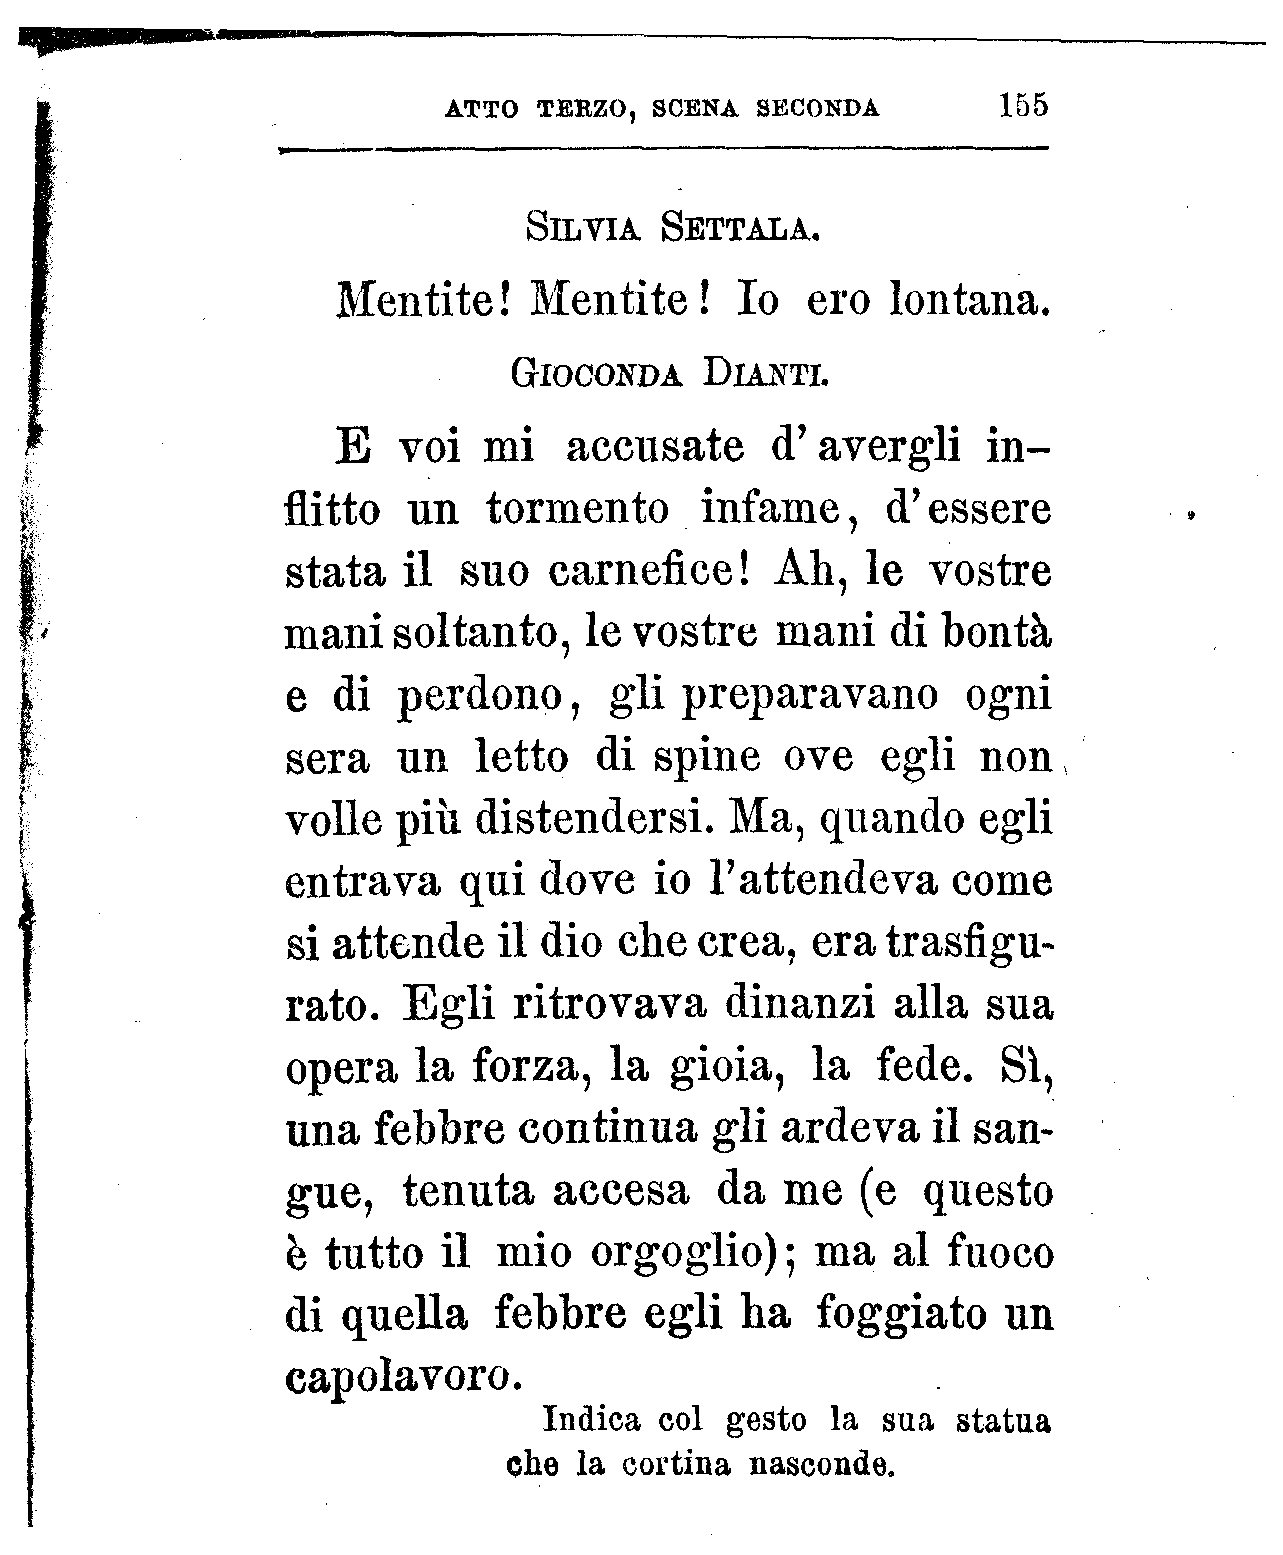 ATTO TERZO, SCENA SECONDA 155
SILVIA SETTALA.
Mentite! Mentite! Io ero lontana.
GIOCONDA DIANTI.
E voi mi accusate d'avergli in-
flitto un tormento infame, d'essere
stata il suo carnefice! Ah, le vostre
mani soltanto, le vostre mani di bontà
e di perdono, gli preparavano ogni
sera un letto di spine ove egli non
volle più distendersi. Ma, quando egli
entrava qui dove io l'attendeva come
si attende il dio che crea, era trasfigu-
rato. Egli ritrovava dinanzi alla sua
opera la forza, la gioia, la fede. Sì,
una febbre continua gli ardeva il san-
gue, tenuta accesa da me (e questo
è tutto il mio orgoglio); ma al fuoco
di quella febbre egli ha foggiato un
capolavoro.
Indica col gesto la sua statua
che la cortina nasconde.